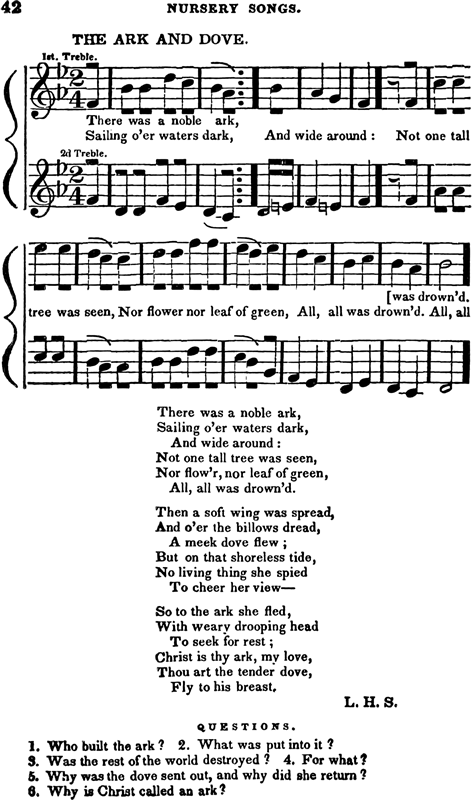 42 NURSERY SONGS.
THE ARK AND DOVE.
1st. Treble.
2 4
There was a noble ark,
Sailing o'er waters dark, And wide around : Not one tall
2d Treble.
2 4
[was drown'd.
tree was seen, Nor flower nor leaf of green, All, all was drown'd. All, all
There was a noble ark,
Sailing o'er waters dark,
And wide around :
Not one tall tree was seen,
Nor flow'r, nor leaf of green,
All, all was drown'd.
Then a soft wing was spread,
And o'er the billows dread,
A meek dove flew ;
But on that shoreless tide,
No living thing she spied
To cheer her view—
So to the ark she fled,
With weary drooping head
To seek for rest ;
Christ is thy ark, my love,
Thou art the tender dove,
Fly to his breast.
L. H. S.
QUESTIONS.
1. Who built the ark ? 2. What was put into it ?
3. Was the rest of the world destroyed ? 4. For what ?
5. Why was the dove sent out, and why did she return ?
6. Why is Christ called an ark ?